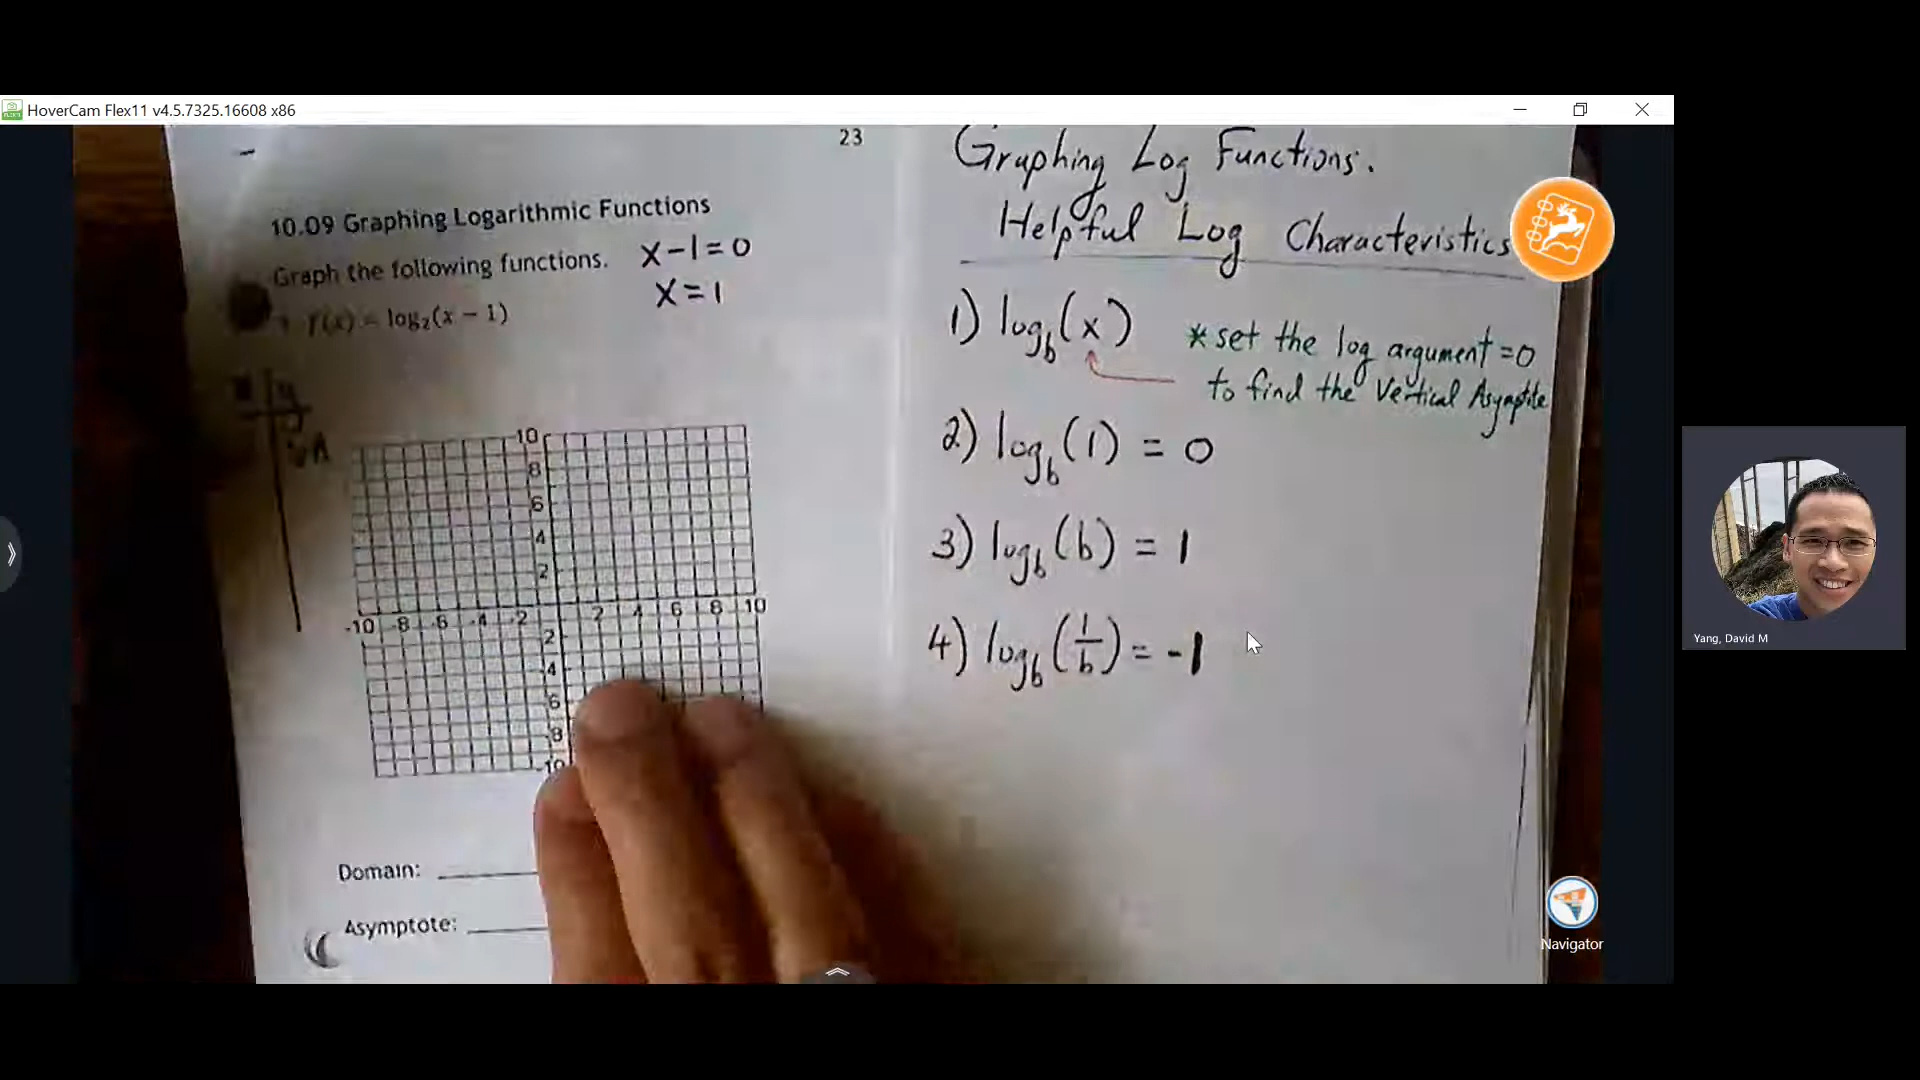 HoverCam Flex11 v4.5.7325.16608 x86
23
10.09 Graphing Logarithmic Functions
Graph the following functions.
x-1=0
x=1
f(x) = log₂(x − 1)
y
VA
10
8
6
4
2
-10 -8 -6 -4 -2 2 4 6 8 10
2
-4
6
-8
-10
Domain:
Asymptote:
Graphing Log Functions.
Helpful Log Characteristics
1) log_b(x)
* set the log argument =0
to find the Vertical Asymptote
2) log_b(1) = 0
3) log_b(b) = 1
4) log_b(1/b) = -1
Navigator
Yang, David M